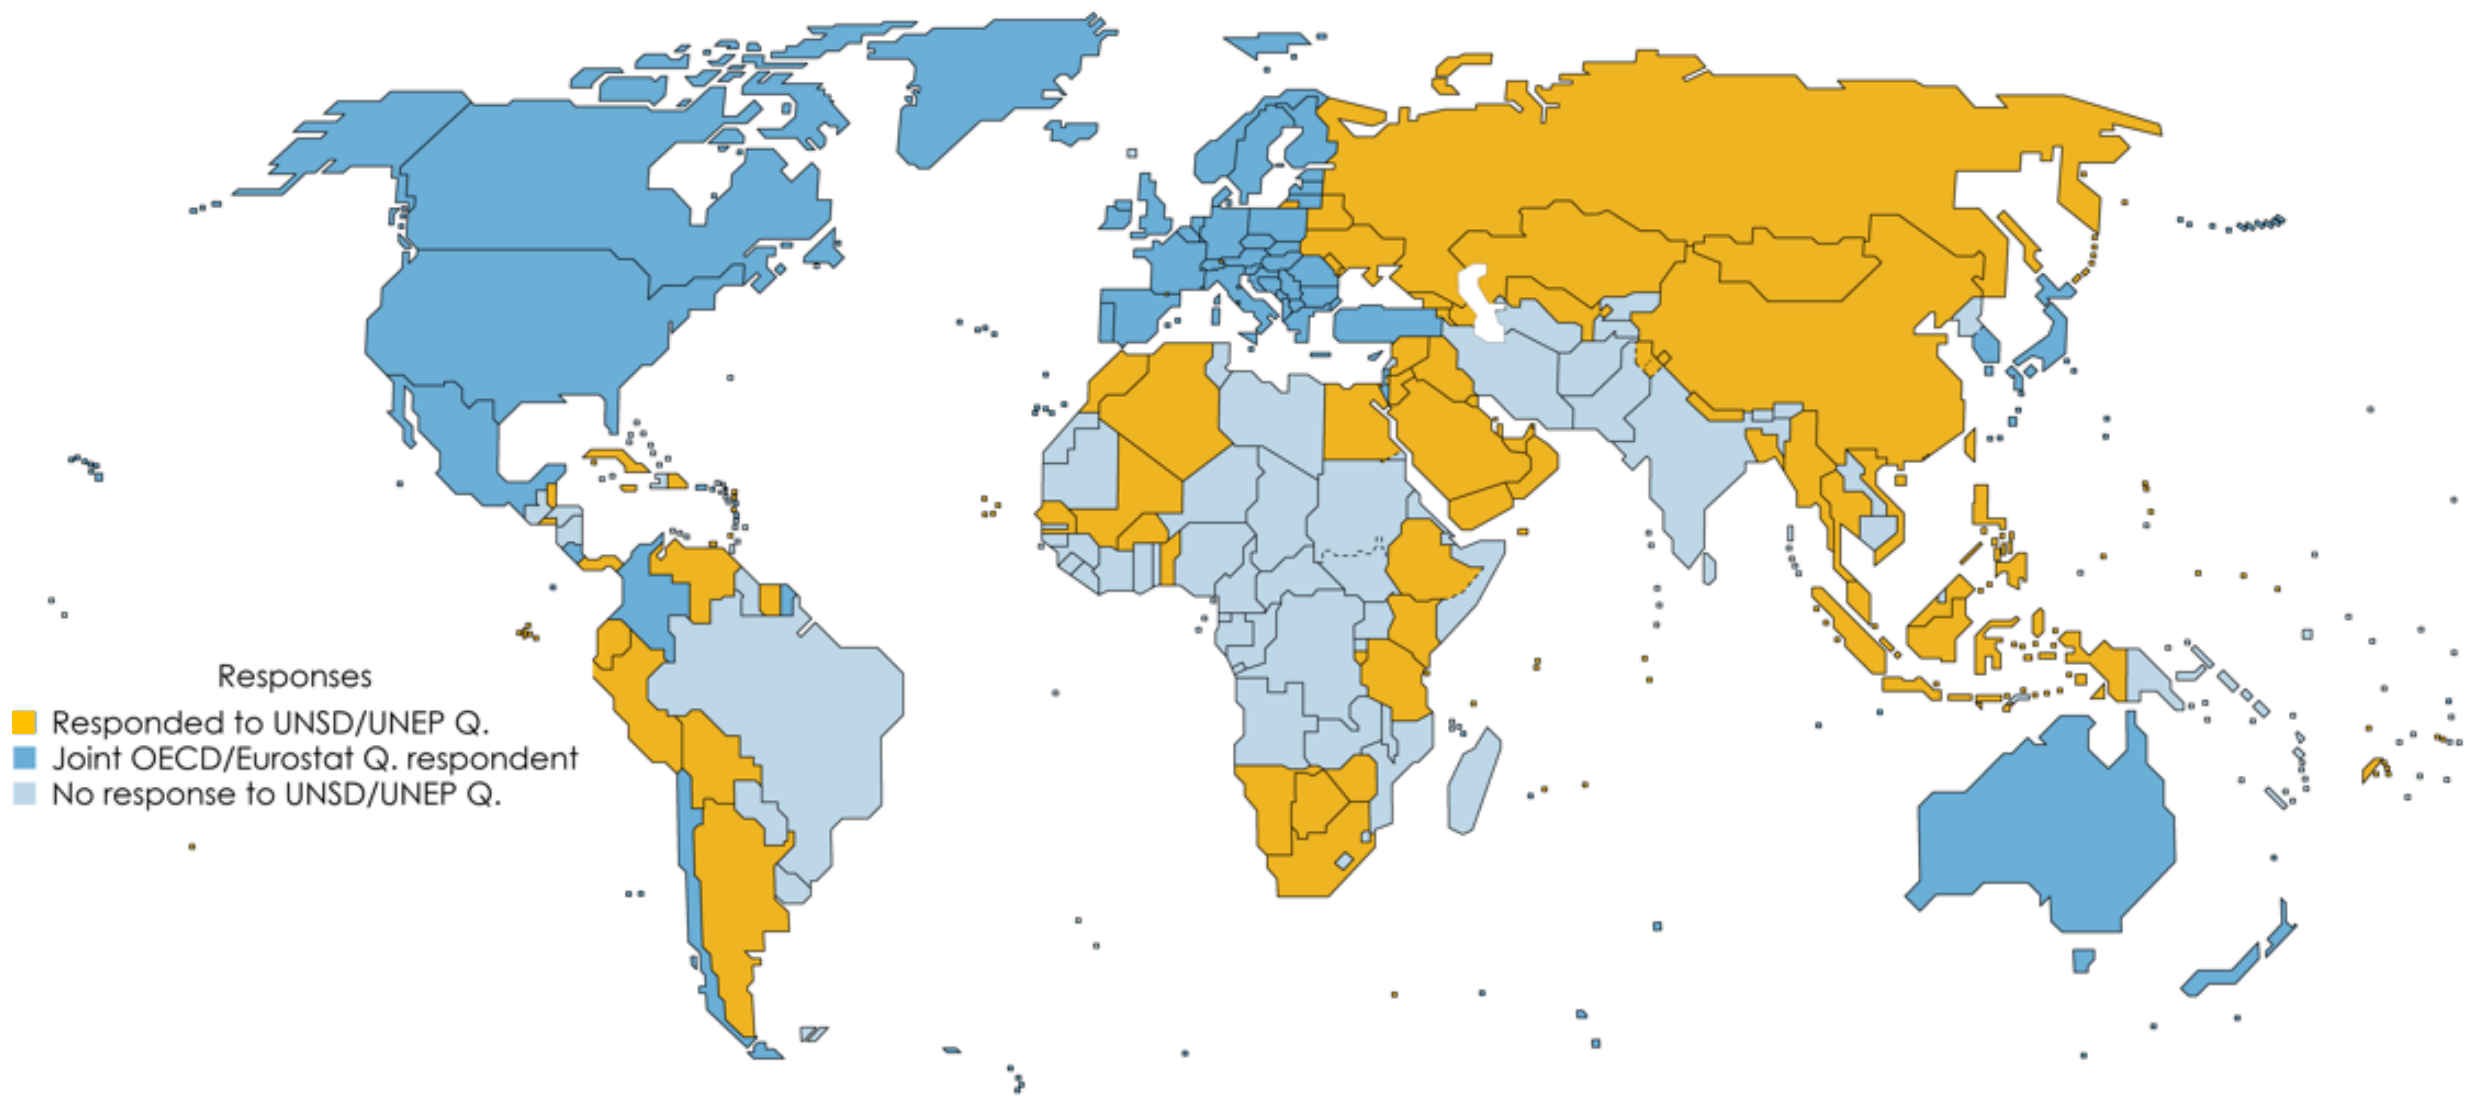 Responses
Responded to UNSD/UNEP Q.
Joint OECD/Eurostat Q. respondent
No response to UNSD/UNEP Q.